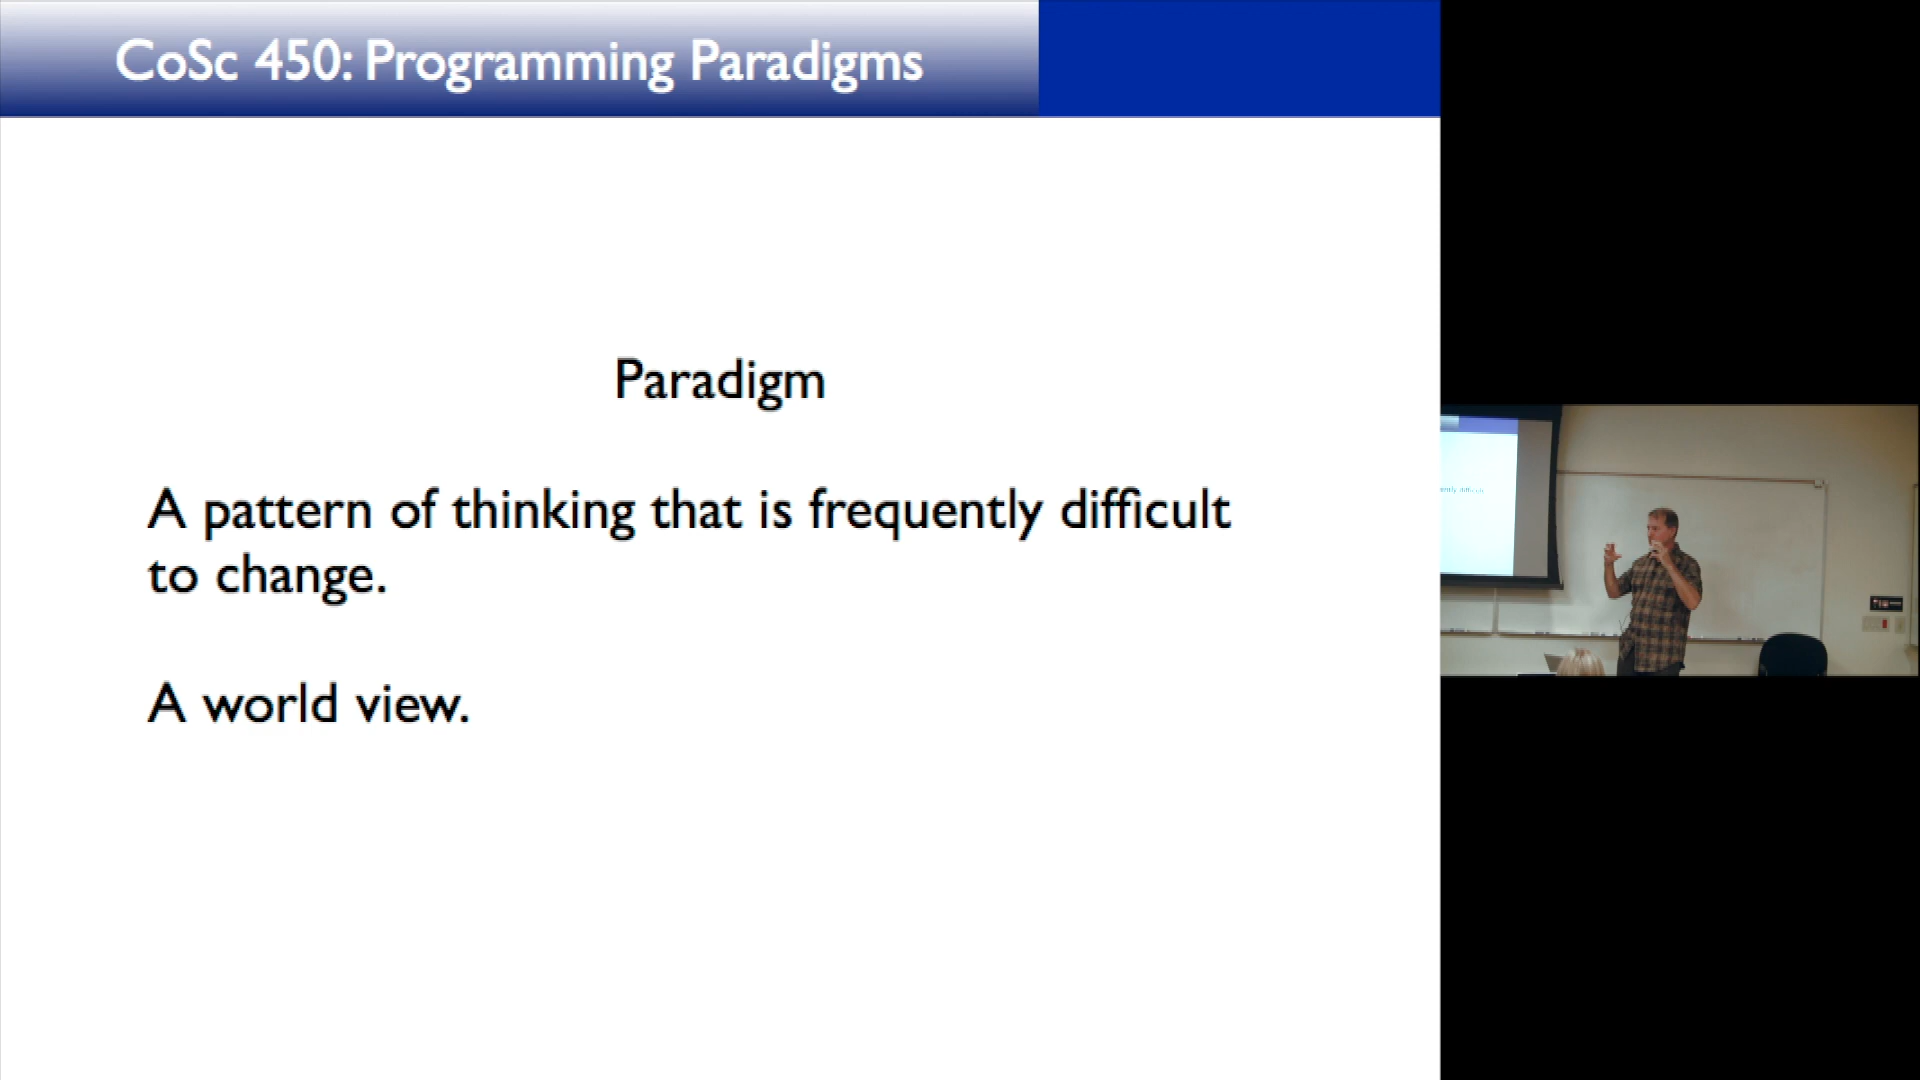 CoSc 450: Programming Paradigms
Paradigm
A pattern of thinking that is frequently difficult
to change.
A world view.